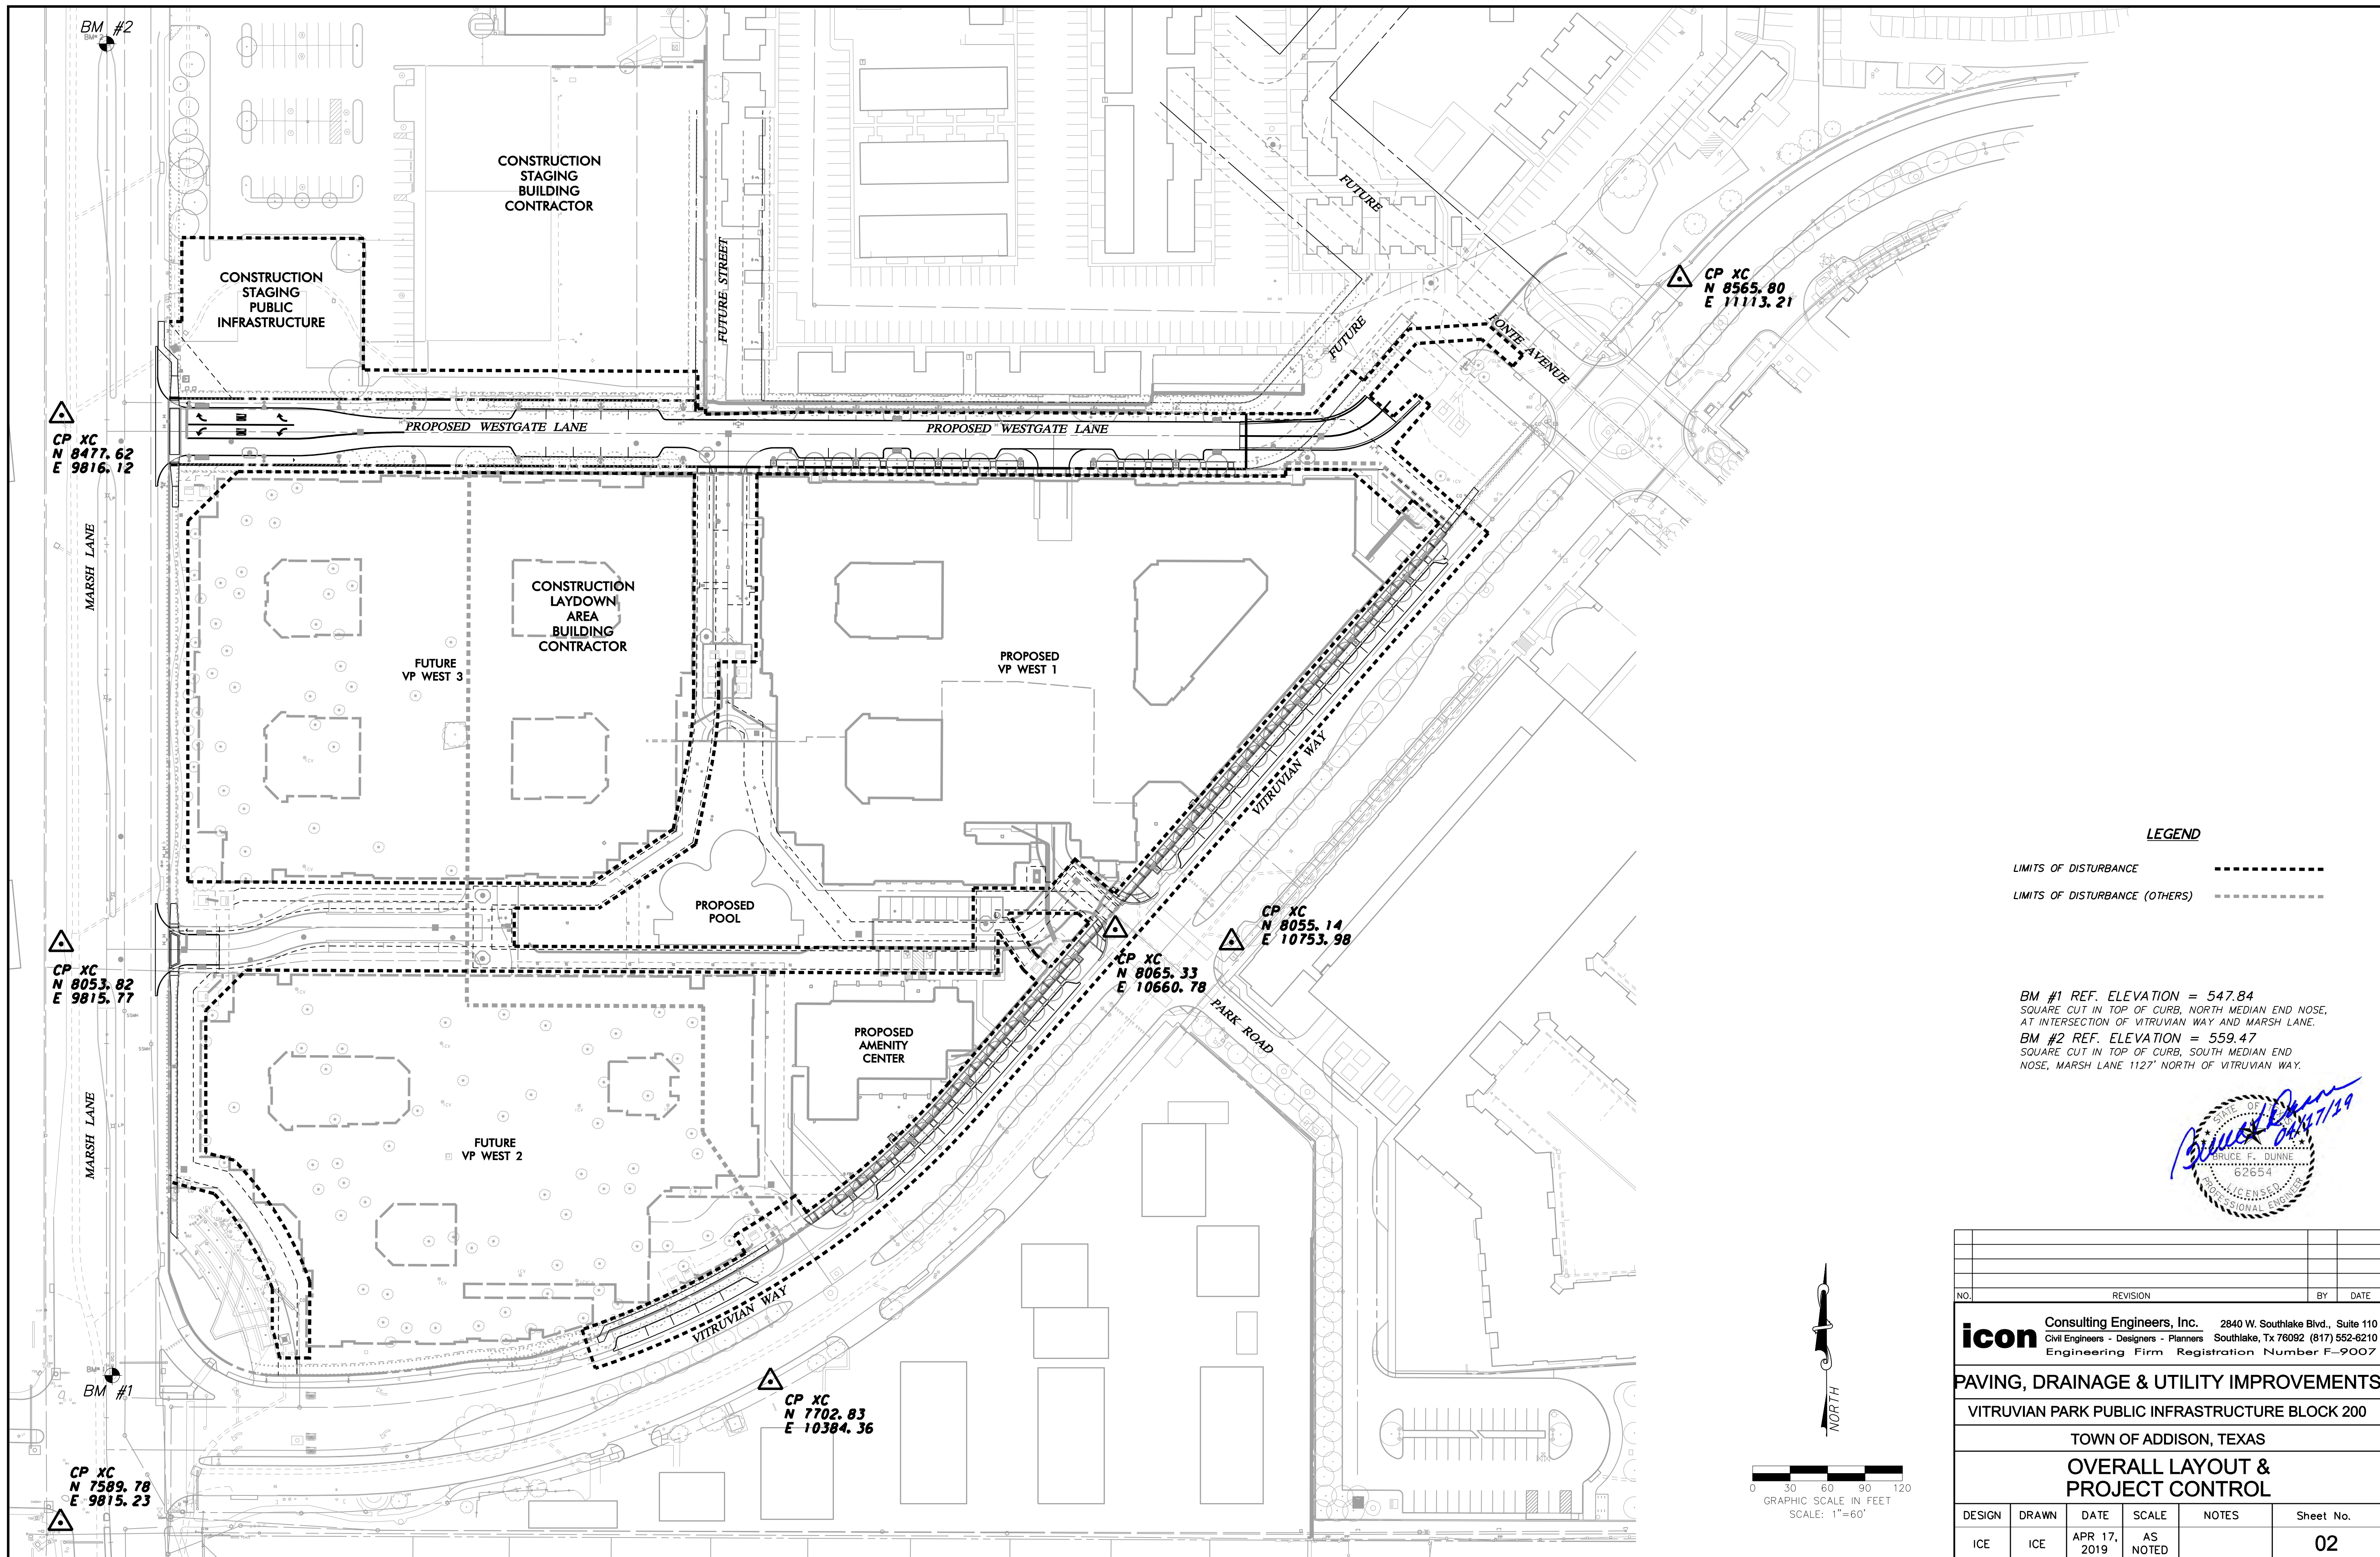 BM #2
CONSTRUCTION
STAGING
BUILDING
CONTRACTOR
CONSTRUCTION
STAGING
PUBLIC
INFRASTRUCTURE
FUTURE STREET
FUTURE
FUTURE
FONTE AVENUE
CP XC
N 8565.80
E 11113.21
CP XC
N 8477.62
E 9816.12
PROPOSED WESTGATE LANE
PROPOSED WESTGATE LANE
MARSH LANE
CONSTRUCTION
LAYDOWN
AREA
BUILDING
CONTRACTOR
FUTURE
VP WEST 3
PROPOSED
VP WEST 1
VITRUVIAN WAY
PROPOSED
POOL
CP XC
N 8055.14
E 10753.98
CP XC
N 8065.33
E 10660.78
CP XC
N 8053.82
E 9815.77
PARK ROAD
PROPOSED
AMENITY
CENTER
MARSH LANE
FUTURE
VP WEST 2
VITRUVIAN WAY
BM #1
CP XC
N 7702.83
E 10384.36
CP XC
N 7589.78
E 9815.23
LEGEND
LIMITS OF DISTURBANCE
LIMITS OF DISTURBANCE (OTHERS)
BM #1 REF. ELEVATION = 547.84
SQUARE CUT IN TOP OF CURB, NORTH MEDIAN END NOSE,
AT INTERSECTION OF VITRUVIAN WAY AND MARSH LANE.
BM #2 REF. ELEVATION = 559.47
SQUARE CUT IN TOP OF CURB, SOUTH MEDIAN END
NOSE, MARSH LANE 1127' NORTH OF VITRUVIAN WAY.
STATE OF
04/17/19
BRUCE F. DUNNE
62654
LICENSED
PROFESSIONAL ENGINEER
NORTH
0 30 60 90 120
GRAPHIC SCALE IN FEET
SCALE: 1"=60'
NO. REVISION BY DATE
icon Consulting Engineers, Inc. 2840 W. Southlake Blvd., Suite 110
Civil Engineers - Designers - Planners Southlake, Tx 76092 (817) 552-6210
Engineering Firm Registration Number F-9007
PAVING, DRAINAGE & UTILITY IMPROVEMENTS
VITRUVIAN PARK PUBLIC INFRASTRUCTURE BLOCK 200
TOWN OF ADDISON, TEXAS
OVERALL LAYOUT &
PROJECT CONTROL
DESIGN DRAWN DATE SCALE NOTES Sheet No.
ICE ICE APR 17, 2019 AS NOTED 02